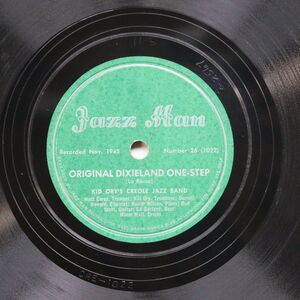 Jazz Man
Recorded Nov. 1945 Number 26 (1022)
ORIGINAL DIXIELAND ONE-STEP
(La Rocca)
KID ORY'S CREOLE JAZZ BAND
Mutt Carey, Trumpet; Kid Ory, Trombone; Darnell
Howard, Clarinet; Buster Wilson, Piano; Bud
Scott, Guitar; Ed Garland, Bass;
Minor Hall, Drums